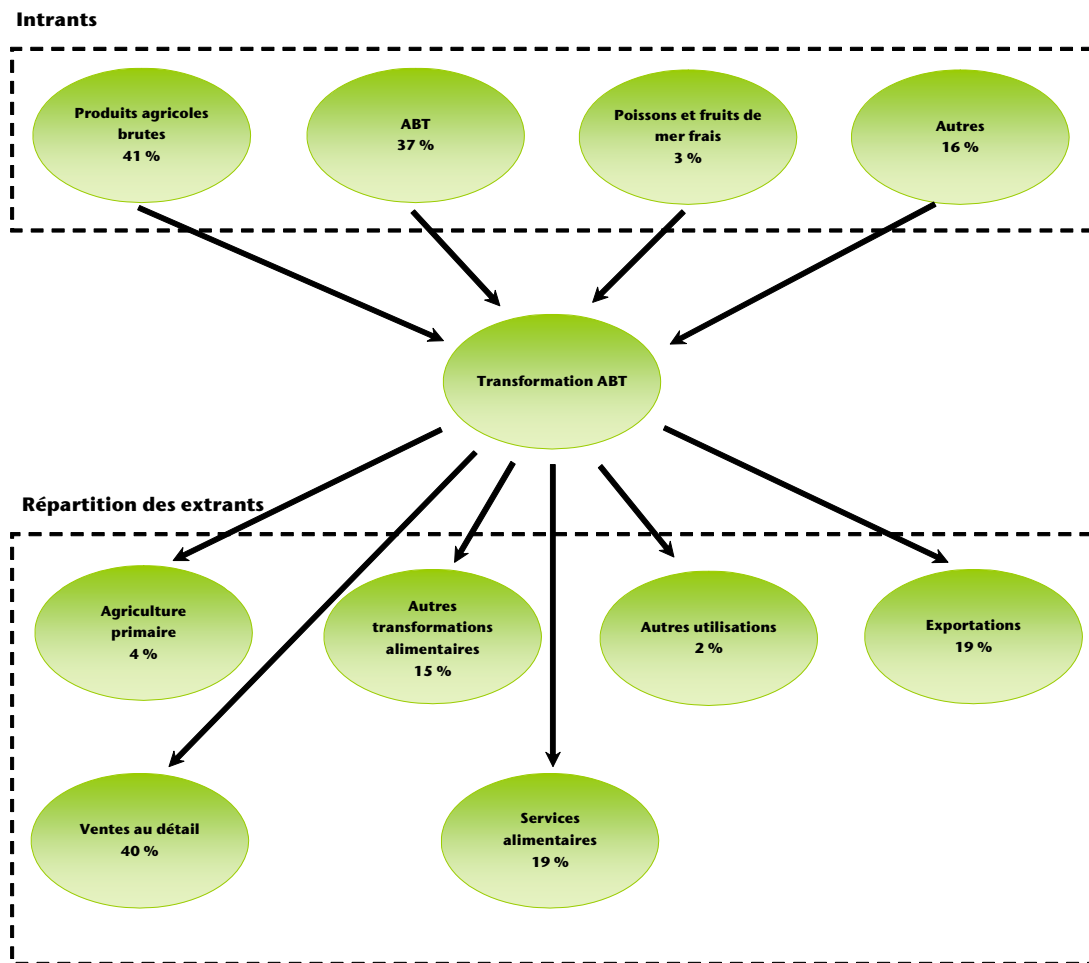 Intrants
Produits agricoles
brutes
41 %
ABT
37 %
Poissons et fruits de
mer frais
3 %
Autres
16 %
Transformation ABT
Répartition des extrants
Agriculture
primaire
4 %
Autres
transformations
alimentaires
15 %
Autres utilisations
2 %
Exportations
19 %
Ventes au détail
40 %
Services
alimentaires
19 %